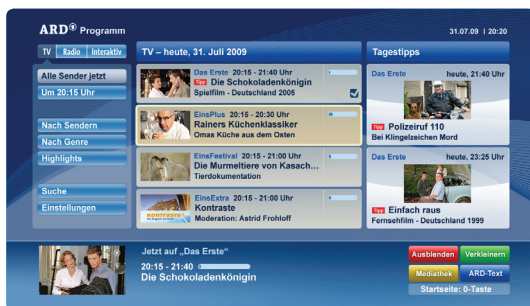 ARD Programm
31.07.09 | 20:20
TV Radio Interaktiv
TV – heute, 31. Juli 2009
Tagestipps
Alle Sender jetzt
Um 20:15 Uhr
Nach Sendern
Nach Genre
Highlights
Suche
Einstellungen
Das Erste 20:15 - 21:40 Uhr
Tipp Die Schokoladenkönigin
Spielfilm - Deutschland 2005
EinsPlus 20:15 - 20:30 Uhr
Rainers Küchenklassiker
Omas Küche aus dem Osten
EinsFestival 20:15 - 21:00 Uhr
Die Murmeltiere von Kasach...
Tierdokumentation
KONTRASTE
EinsExtra 20:15 - 21:00 Uhr
Kontraste
Moderation: Astrid Frohloff
Das Erste heute, 21:40 Uhr
Tipp Polizeiruf 110
Bei Klingelzeichen Mord
Das Erste heute, 23:25 Uhr
Tipp Einfach raus
Fernsehfilm - Deutschland 1999
Jetzt auf „Das Erste“
20:15 - 21:40
Die Schokoladenkönigin
Ausblenden Verkleinern
Mediathek ARD-Text
Startseite: 0-Taste